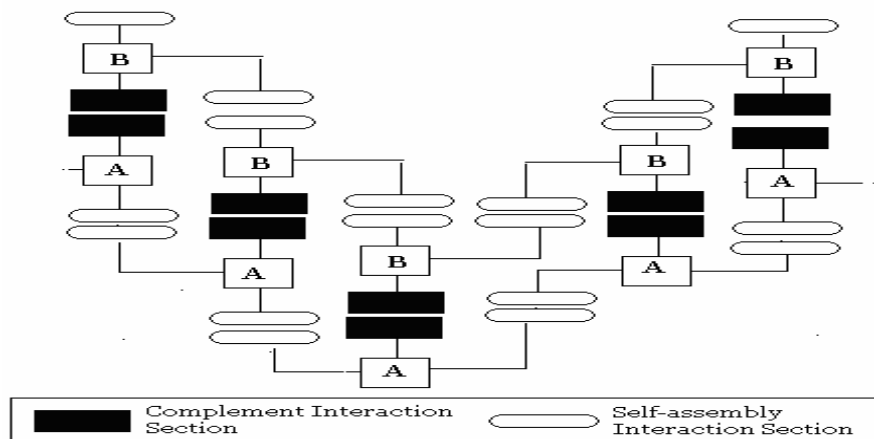 B
B
B
A
B
A
B
A
B
A
A
Complement Interaction
Section
Self-assembly
Interaction Section